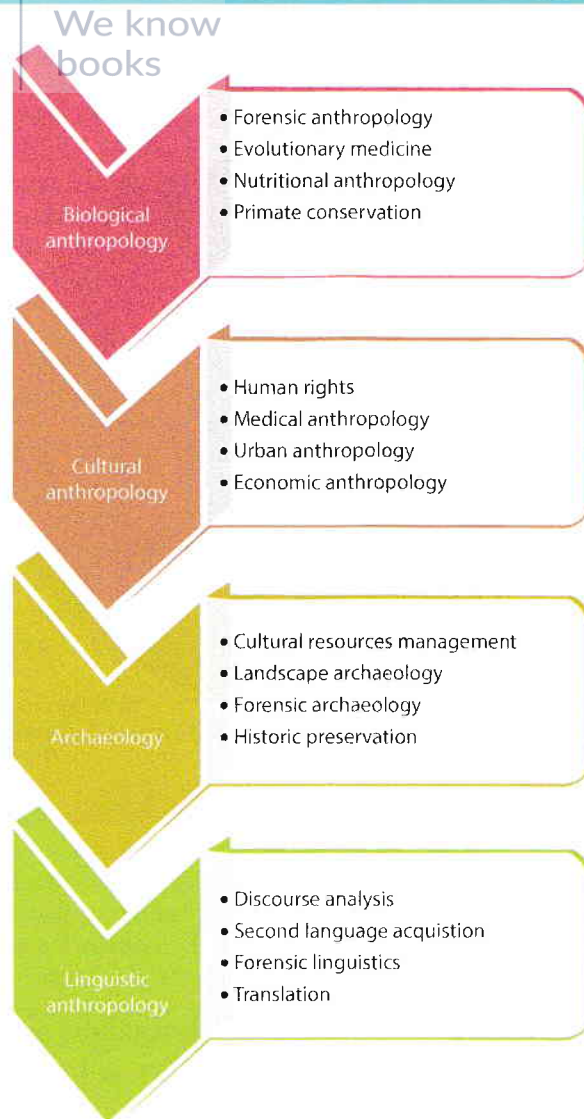 We know
books
Biological
anthropology
• Forensic anthropology
• Evolutionary medicine
• Nutritional anthropology
• Primate conservation
Cultural
anthropology
• Human rights
• Medical anthropology
• Urban anthropology
• Economic anthropology
Archaeology
• Cultural resources management
• Landscape archaeology
• Forensic archaeology
• Historic preservation
Linguistic
anthropology
• Discourse analysis
• Second language acquistion
• Forensic linguistics
• Translation